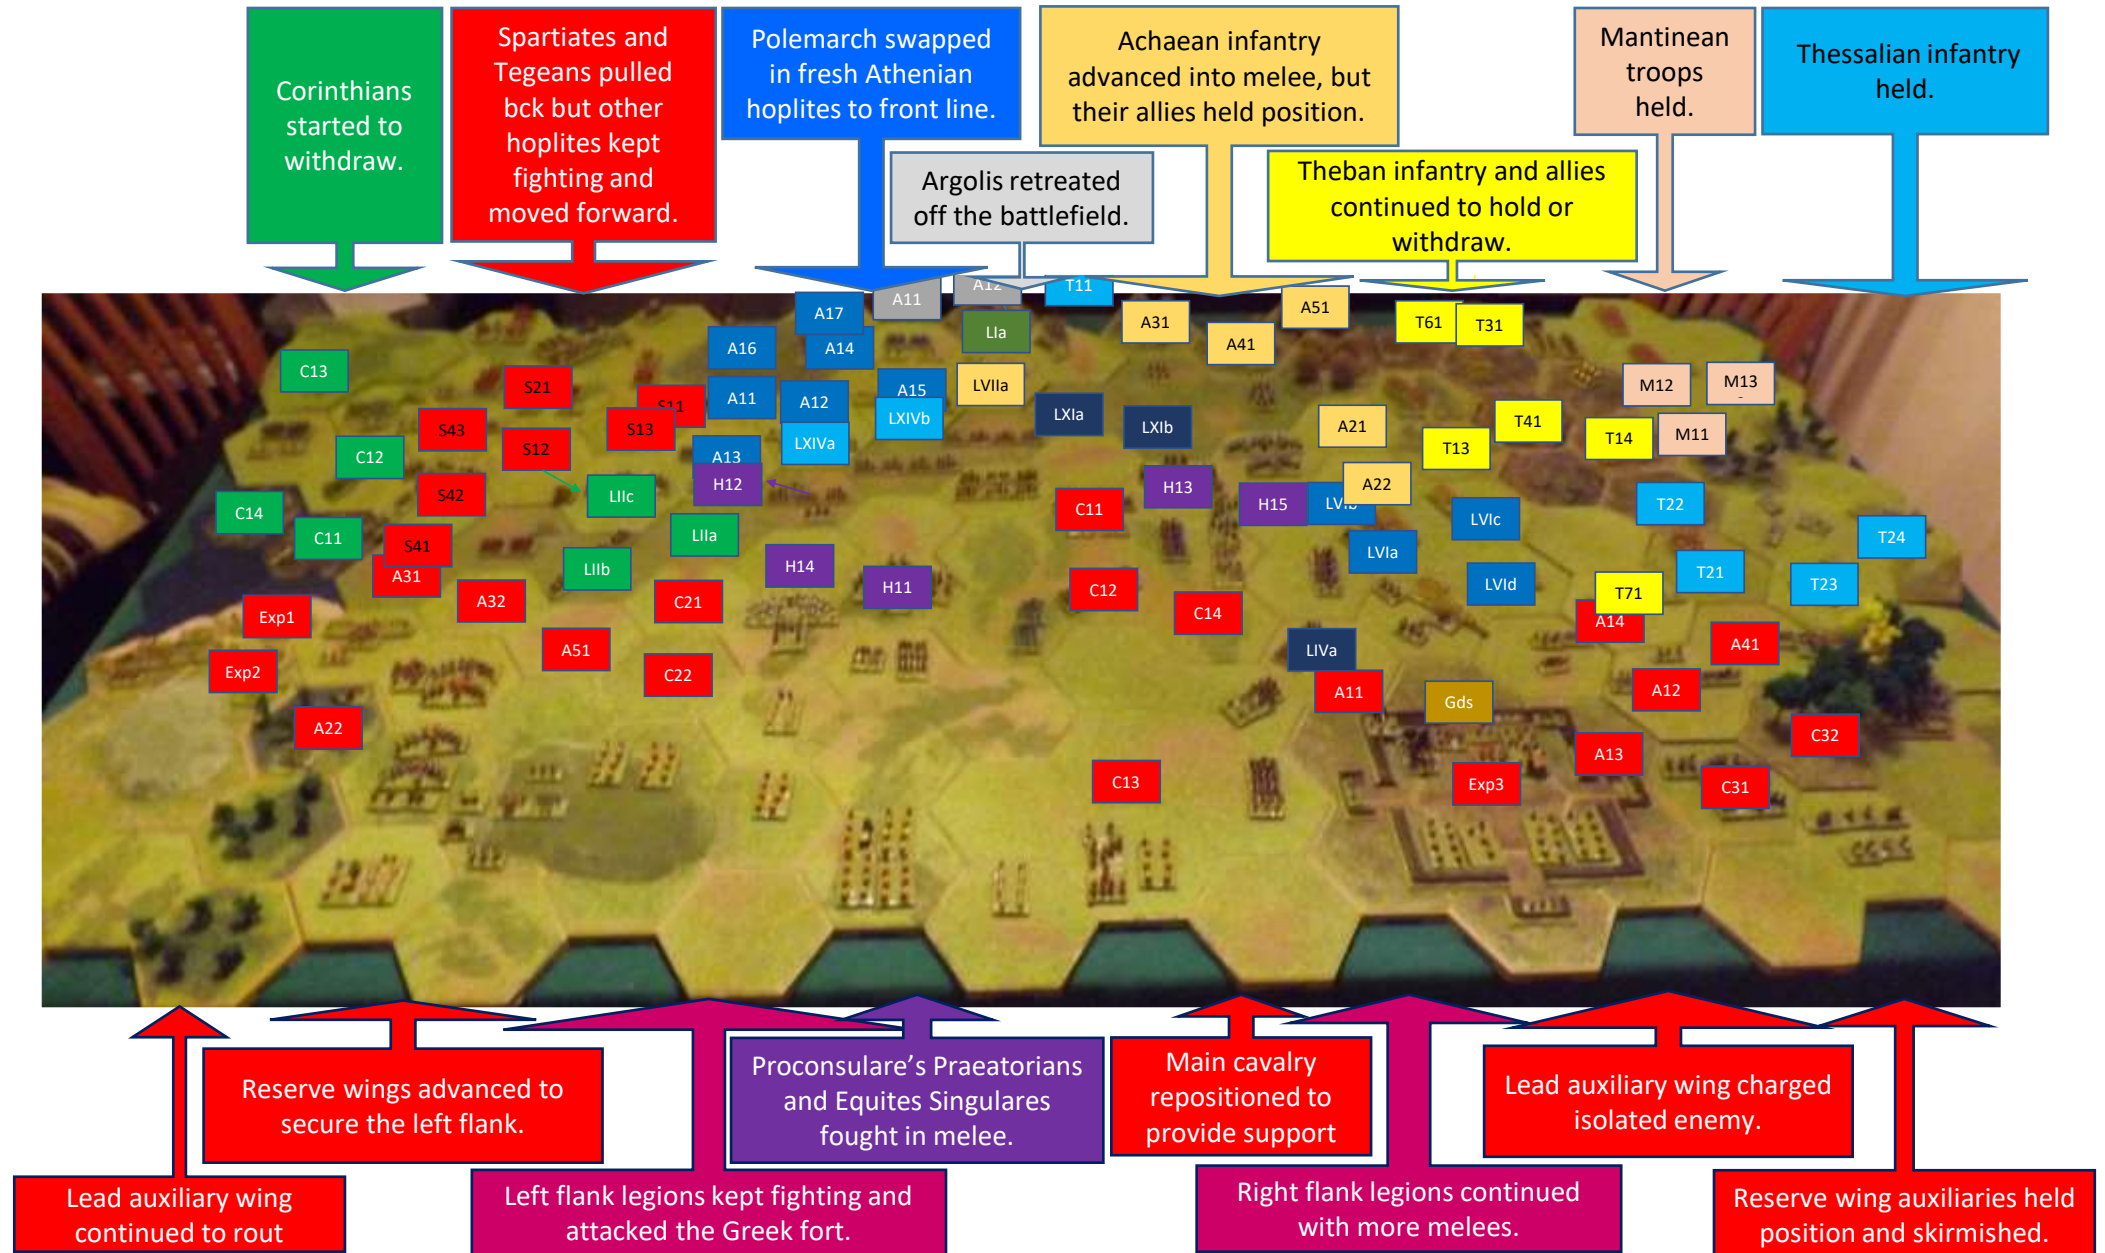 Corinthians
started to
withdraw.
Spartiates and
Tegeans pulled
bck but other
hoplites kept
fighting and
moved forward.
Polemarch swapped
in fresh Athenian
hoplites to front line.
Argolis retreated
off the battlefield.
Achaean infantry
advanced into melee, but
their allies held position.
Theban infantry and allies
continued to hold or
withdraw.
Mantinean
troops
held.
Thessalian infantry
held.
A17
A11
A12
T11
A31
A51
A41
T61
T31
C13
A16
A14
LIa
S21
S11
A11
A12
A15
LVIIa
M12
M13
S43
S12
S13
LXIVb
LXIVa
LXIa
LXIb
A21
T13
T41
T14
M11
C12
A13
S42
LIIc
H12
H13
H15
LVIb
A22
LVIc
T22
C14
C11
S41
A31
LIIa
C11
LVIa
T24
LIIb
H14
H11
C12
LVId
T21
T23
T71
A14
Exp1
A32
C21
C14
A41
Exp2
A51
C22
LIVa
A11
Gds
A12
A22
C13
Exp3
A13
C31
C32
Lead auxiliary wing
continued to rout
Reserve wings advanced to
secure the left flank.
Left flank legions kept fighting and
attacked the Greek fort.
Proconsulare’s Praeatorians
and Equites Singulares
fought in melee.
Main cavalry
repositioned to
provide support
Right flank legions continued
with more melees.
Lead auxiliary wing charged
isolated enemy.
Reserve wing auxiliaries held
position and skirmished.